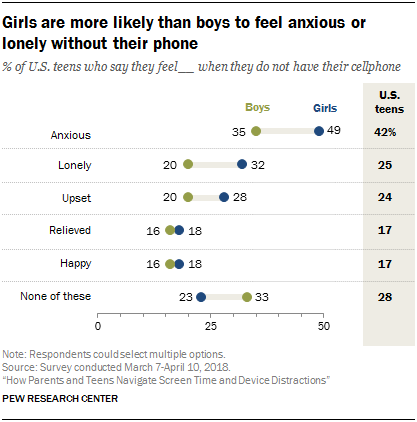 Girls are more likely than boys to feel anxious or
lonely without their phone
% of U.S. teens who say they feel__ when they do not have their cellphone
Boys Girls U.S. teens
Anxious 35 49 42%
Lonely 20 32 25
Upset 20 28 24
Relieved 16 18 17
Happy 16 18 17
None of these 23 33 28
0 25 50
Note: Respondents could select multiple options.
Source: Survey conducted March 7-April 10, 2018.
“How Parents and Teens Navigate Screen Time and Device Distractions”
PEW RESEARCH CENTER